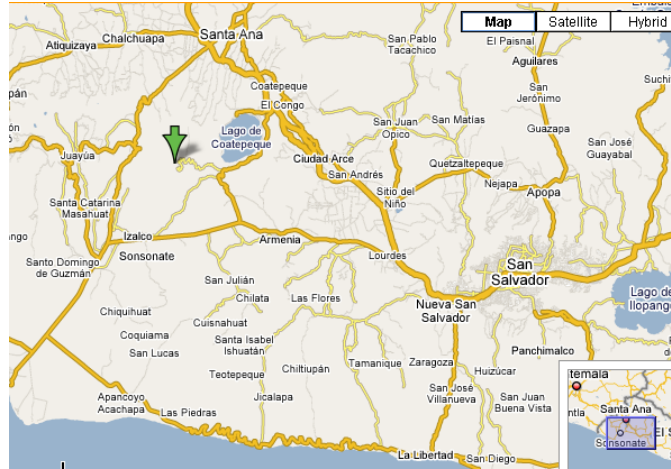 Map
Satellite
Hybrid
Chalchuapa
Santa Ana
San Pablo
Tacachico
El Paisnal
Atiquizaya
Aguilares
Coatepeque
El Congo
San
Jerónimo
Suchit
Lago de
Coatepeque
San Juan
Opico
San Matías
Guazapa
San José
Guayabal
Juayúa
Ciudad Arce
San Andrés
Quetzaltepeque
Nejapa
Apopa
Sitio del
Niño
Santa Catarina
Masahuat
Izalco
Sonsonate
Armenia
Lourdes
Santo Domingo
de Guzmán
San
Salvador
San Julián
Chilata
Las Flores
Nueva San
Salvador
Lago de
Ilopango
Chiquihuat
Cuisnahuat
Coquiama
San Lucas
Santa Isabel
Ishuatán
Panchimalco
Teotepeque
Chiltiupán
Tamanique
Zaragoza
Huizúcar
Apancoyo
Acachapa
Las Piedras
Jicalapa
San José
Villanueva
San Juan
Buena Vista
La Libertad
San Diego
temala
Santa Ana
Sonsonate
El S